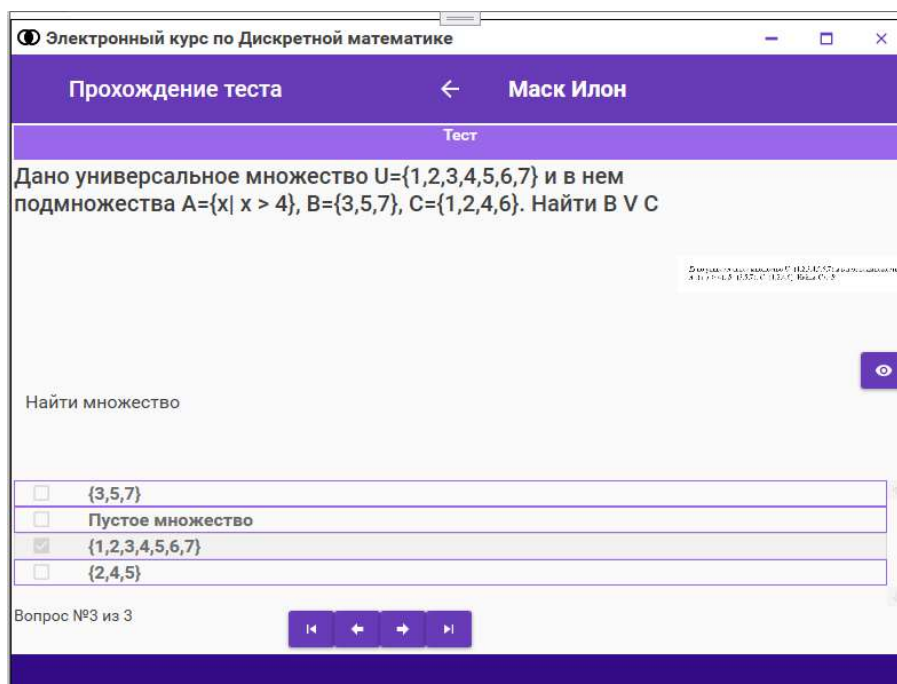 Электронный курс по Дискретной математике
Прохождение теста
Маск Илон
Тест
Дано универсальное множество U={1,2,3,4,5,6,7} и в нем
подмножества A={x| x > 4}, B={3,5,7}, C={1,2,4,6}. Найти B V C
Найти множество
{3,5,7}
Пустое множество
{1,2,3,4,5,6,7}
{2,4,5}
Вопрос №3 из 3